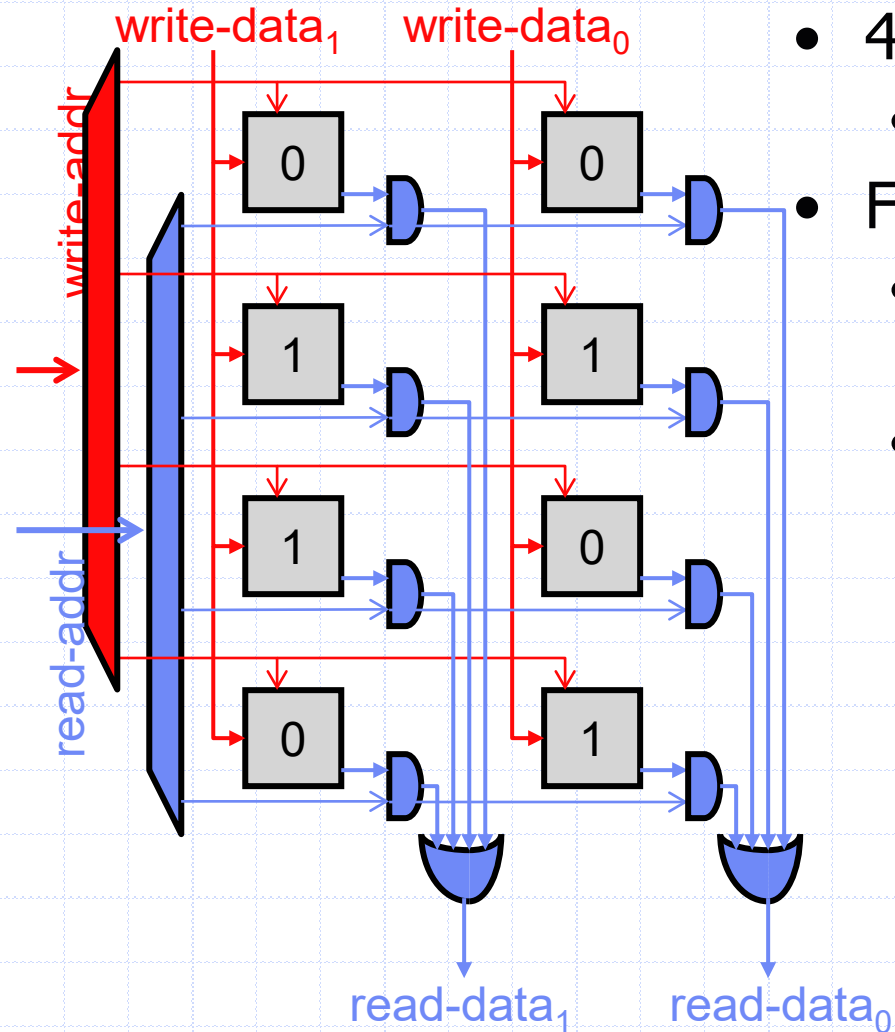 write-data₁ write-data₀
• 4
write-addr
0 0
• F
1 1
1 0
read-addr
0 1
read-data₁ read-data₀